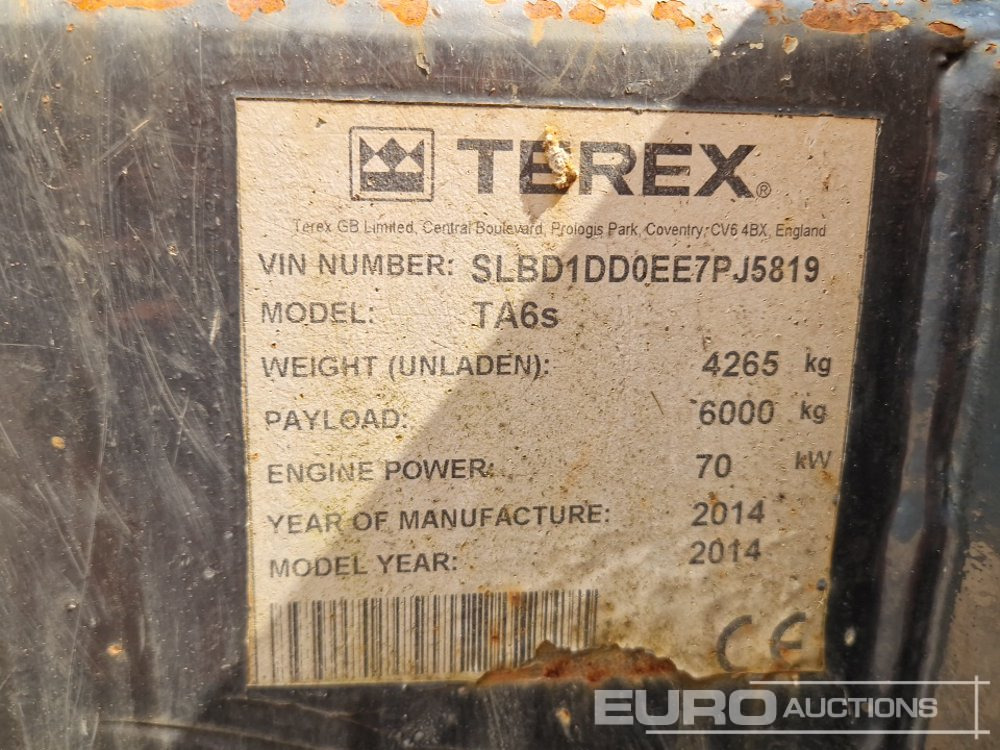 TEREX®
Terex GB Limited, Central Boulevard, Prologis Park, Coventry, CV6 4BX, England
VIN NUMBER: SLBD1DD0EE7PJ5819
MODEL: TA6s
WEIGHT (UNLADEN): 4265 kg
PAYLOAD: 6000 kg
ENGINE POWER: 70 kW
YEAR OF MANUFACTURE: 2014
MODEL YEAR: 2014
CE
EURO AUCTIONS